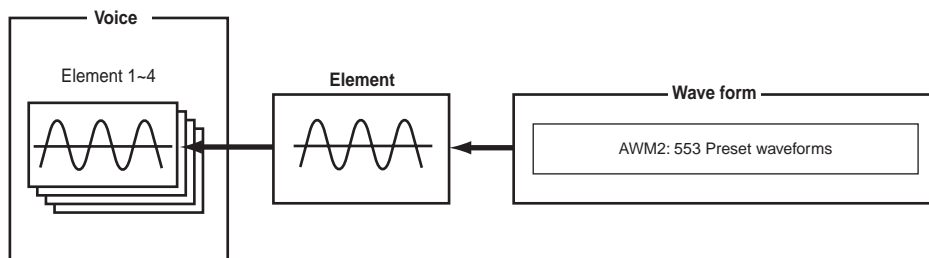 Voice
Element 1~4
Element
Wave form
AWM2: 553 Preset waveforms